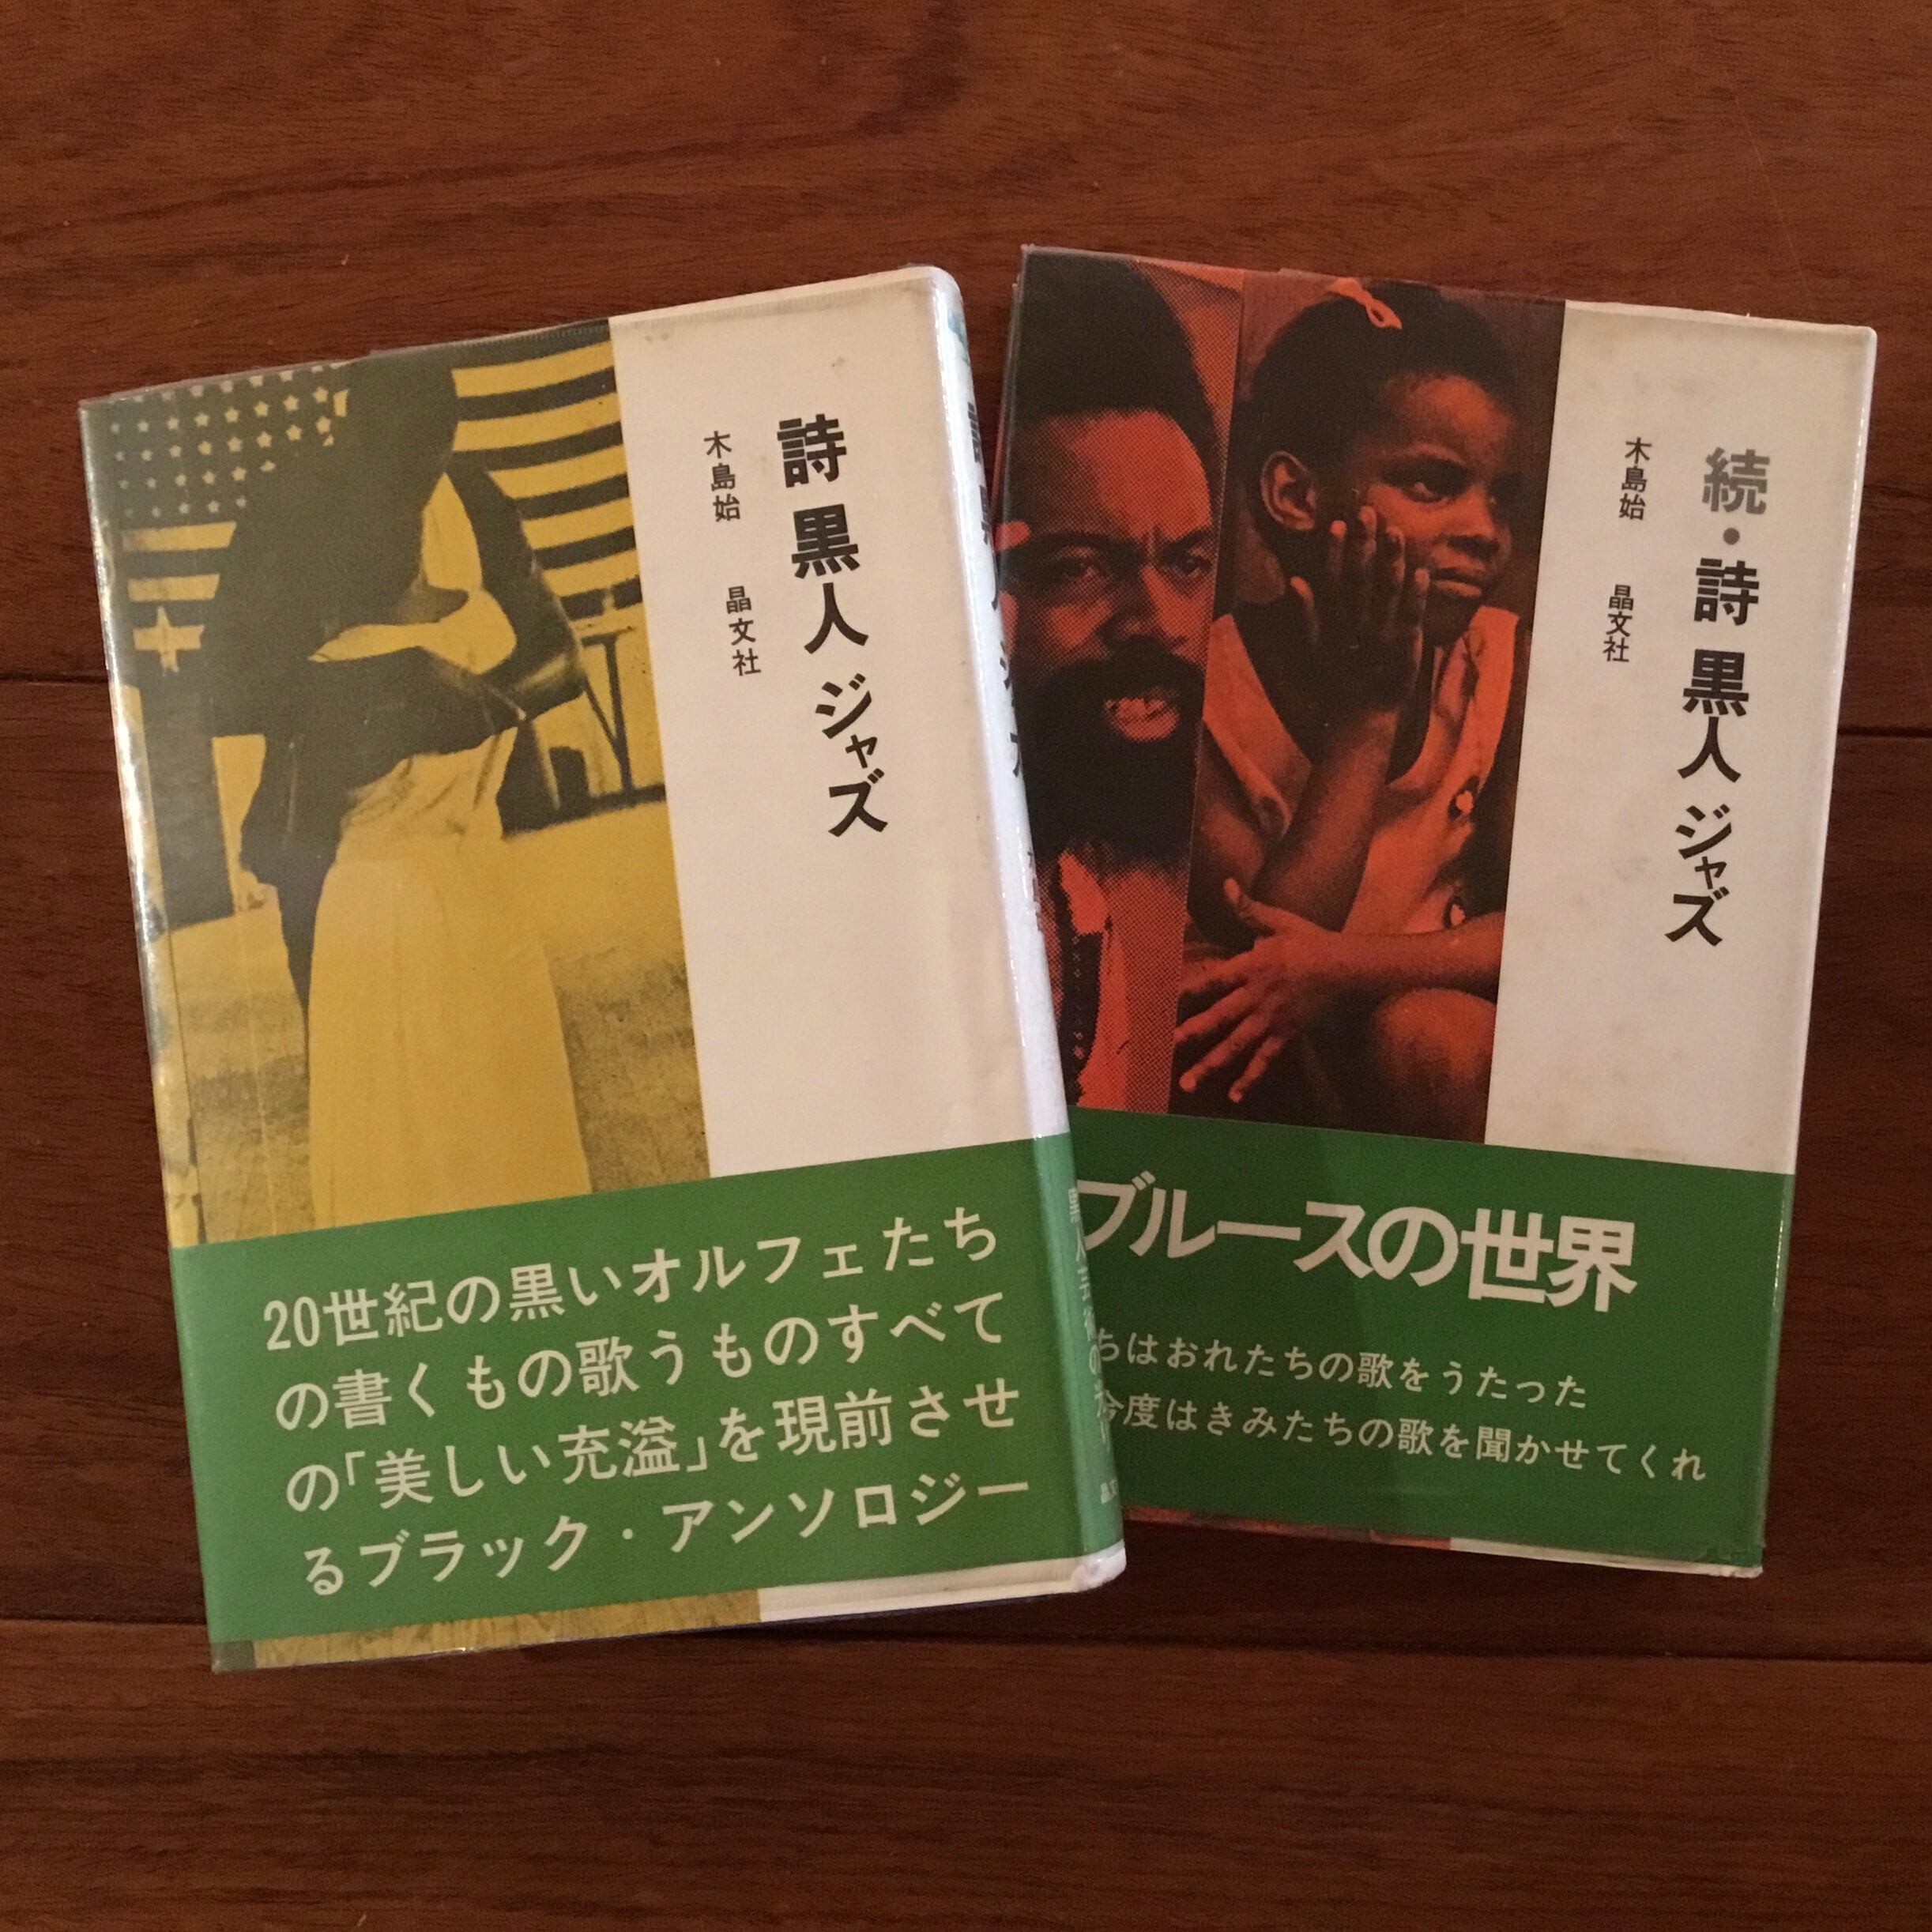 詩 黒人 ジャズ
木島始 晶文社
20世紀の黒いオルフェたち
の書くもの歌うものすべて
の「美しい充溢」を現前させ
るブラック・アンソロジー
続・詩 黒人 ジャズ
木島始 晶文社
ブルースの世界
ちはおれたちの歌をうたった
今度はきみたちの歌を聞かせてくれ